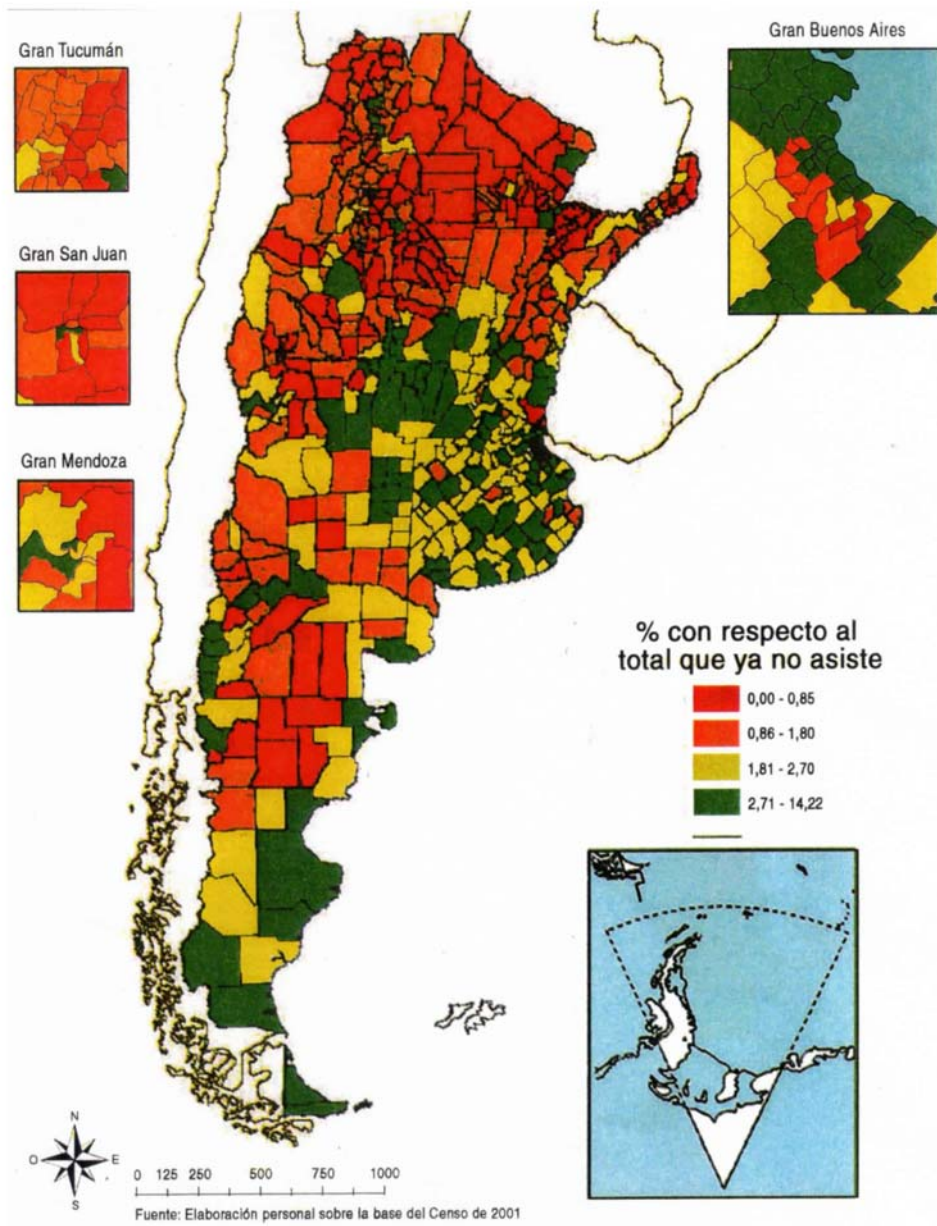 Gran Tucumán
Gran Buenos Aires
Gran San Juan
Gran Mendoza
% con respecto al
total que ya no asiste
0,00 - 0,85
0,86 - 1,80
1,81 - 2,70
2,71 - 14,22
N
O
E
S
0 125 250 500 750 1000
Fuente: Elaboración personal sobre la base del Censo de 2001